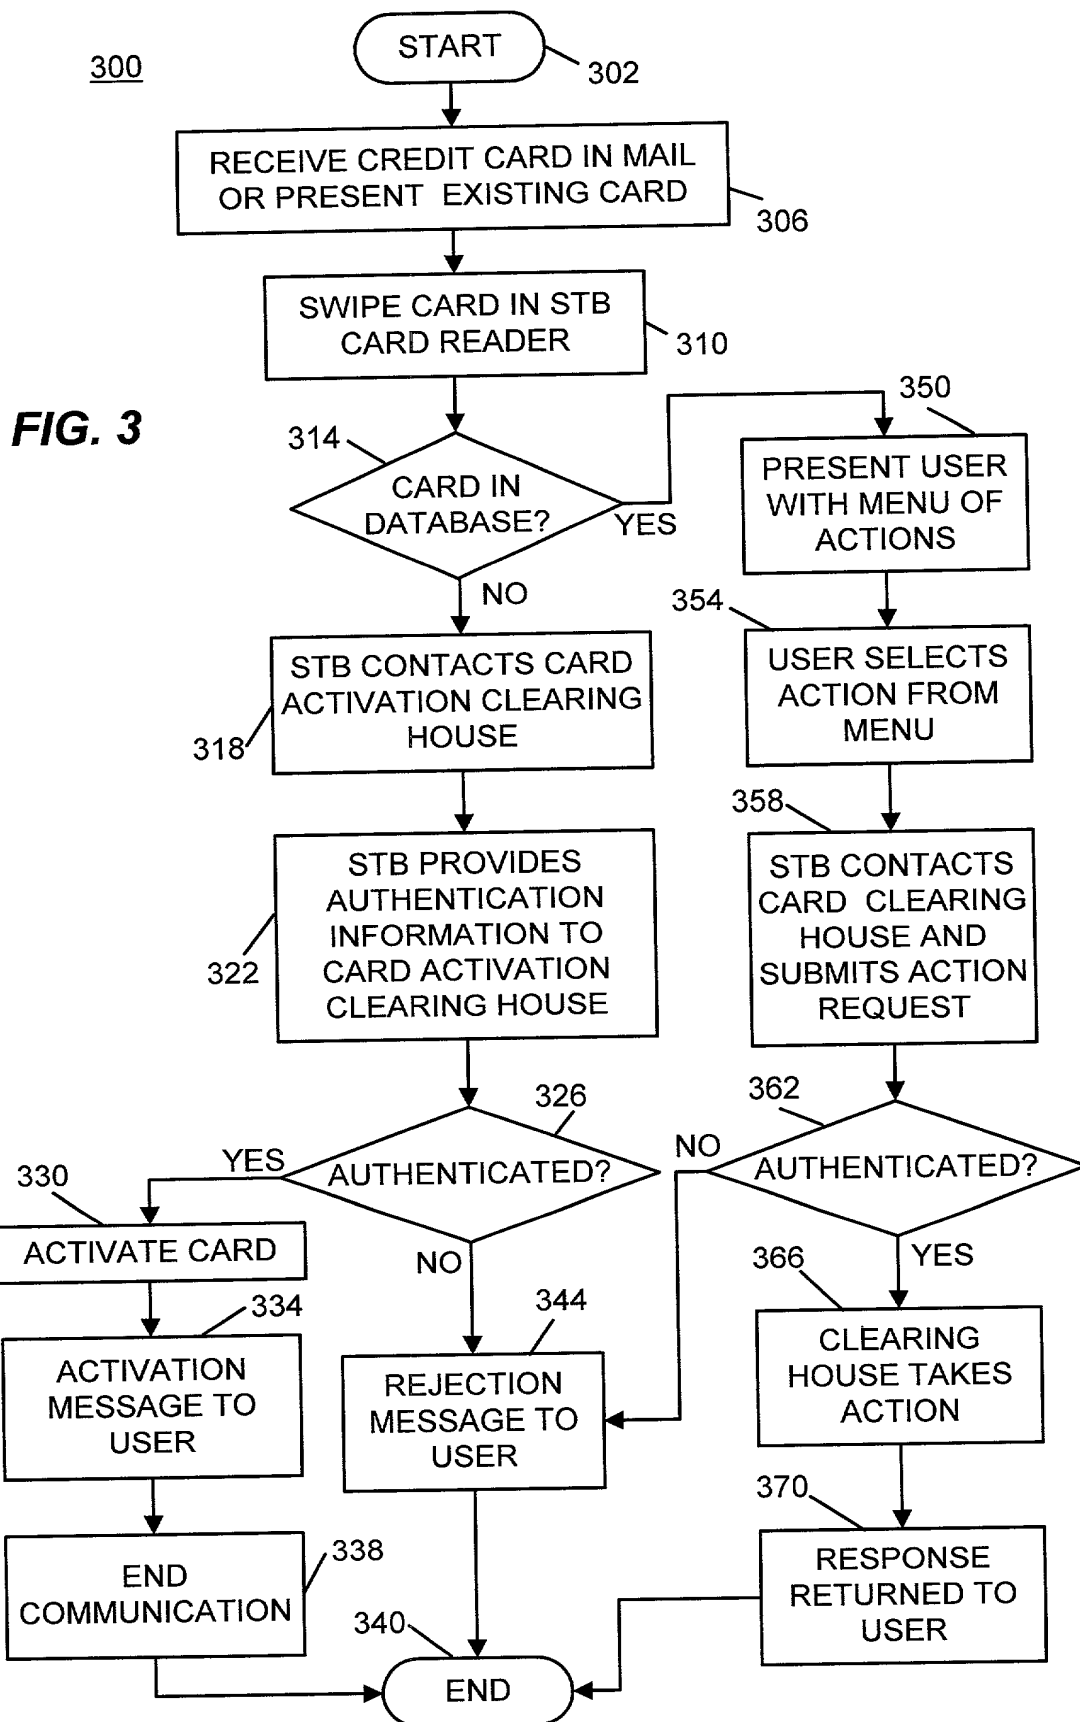 START
300
302
RECEIVE CREDIT CARD IN MAIL
OR PRESENT EXISTING CARD
306
SWIPE CARD IN STB
CARD READER
310
FIG. 3
314
CARD IN
DATABASE?
YES
NO
350
PRESENT USER
WITH MENU OF
ACTIONS
354
USER SELECTS
ACTION FROM
MENU
STB CONTACTS CARD
ACTIVATION CLEARING
HOUSE
318
358
STB CONTACTS
CARD CLEARING
HOUSE AND
SUBMITS ACTION
REQUEST
STB PROVIDES
AUTHENTICATION
INFORMATION TO
CARD ACTIVATION
CLEARING HOUSE
322
326
AUTHENTICATED?
YES
NO
362
AUTHENTICATED?
NO
YES
330
ACTIVATE CARD
334
ACTIVATION
MESSAGE TO
USER
344
REJECTION
MESSAGE TO
USER
366
CLEARING
HOUSE TAKES
ACTION
370
RESPONSE
RETURNED TO
USER
END
COMMUNICATION
338
340
END